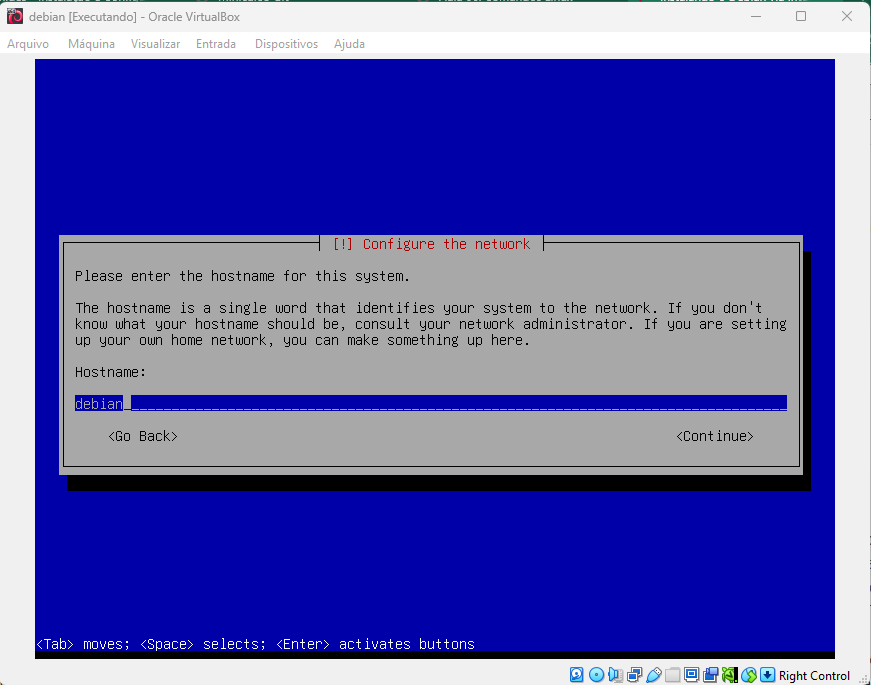 debian [Executando] - Oracle VirtualBox
Arquivo Máquina Visualizar Entrada Dispositivos Ajuda
[!] Configure the network
Please enter the hostname for this system.
The hostname is a single word that identifies your system to the network. If you don't
know what your hostname should be, consult your network administrator. If you are setting
up your own home network, you can make something up here.
Hostname:
debian
<Go Back> <Continue>
<Tab> moves; <Space> selects; <Enter> activates buttons
Right Control